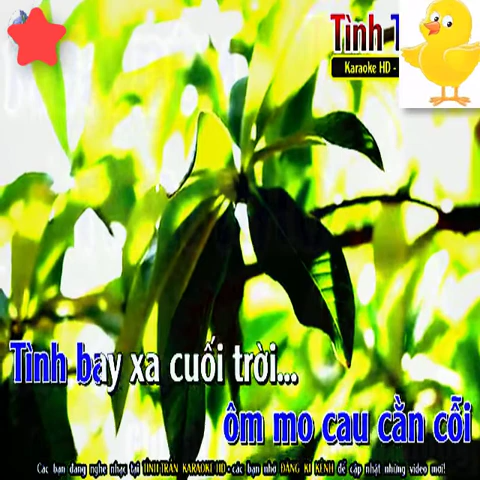 Tình T
Karaoke HD -
Tình bay xa cuối trời...
ôm mo cau cằn cỗi
Các bạn đang nghe nhạc tại TÌNH TRẦN KARAOKE HD - các bạn nhớ ĐĂNG KÍ KÊNH để cập nhật những video mới!